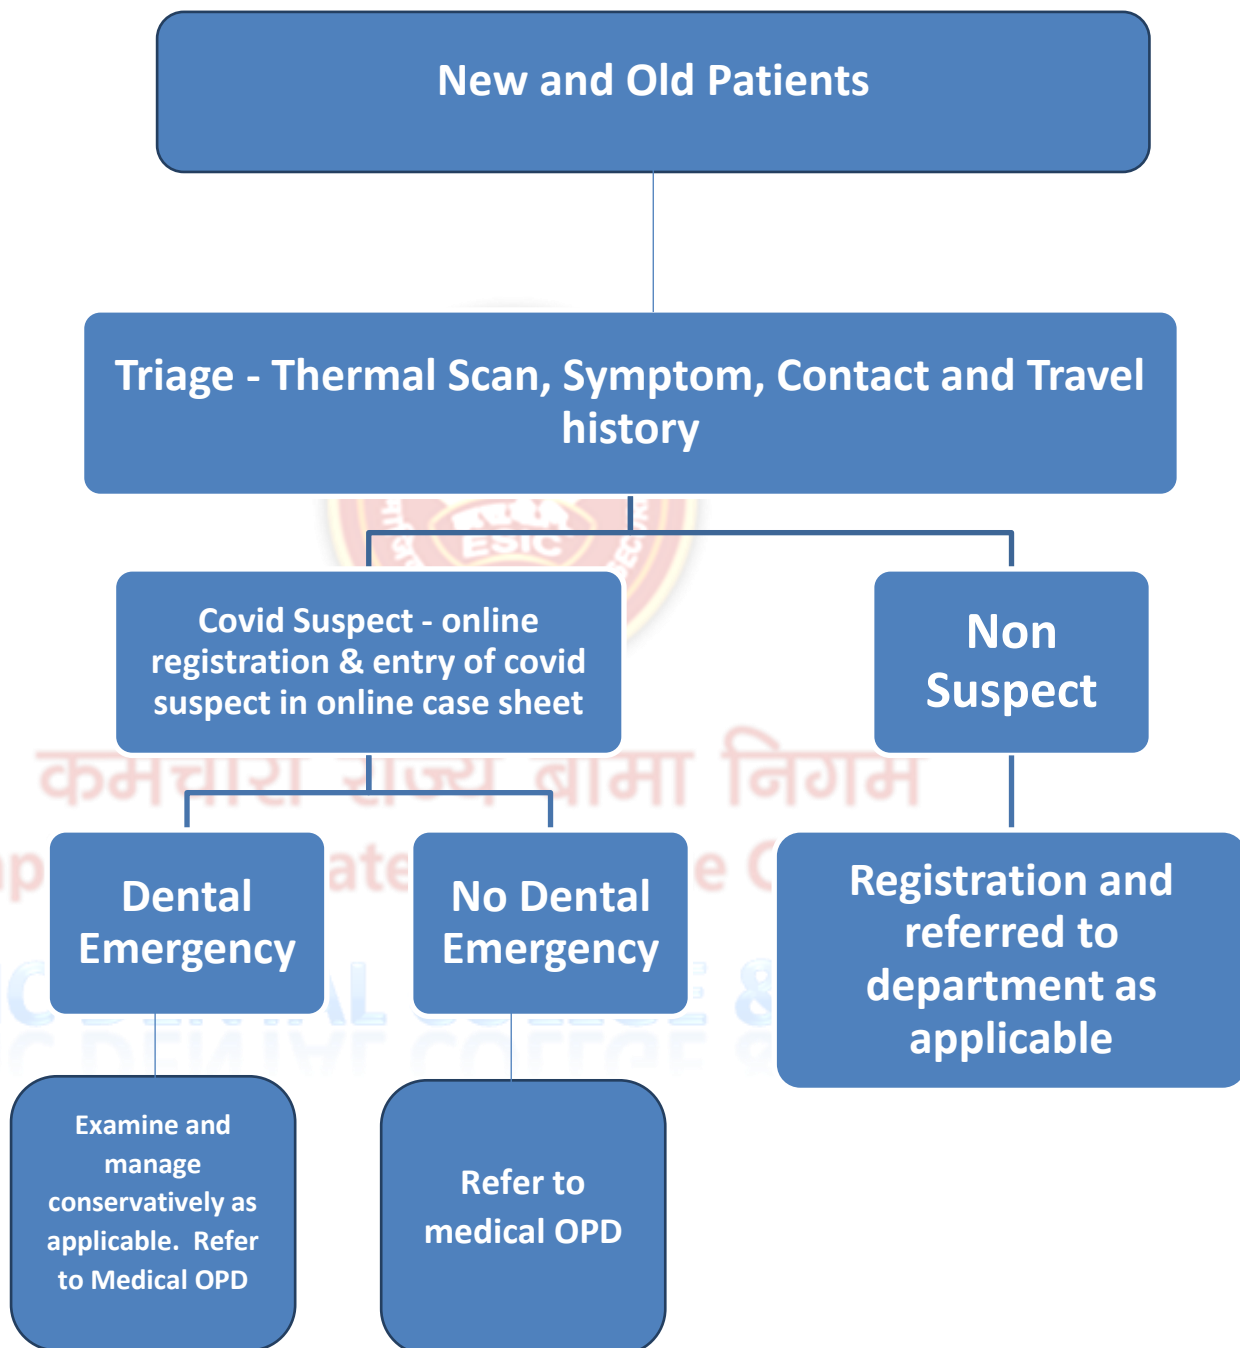 New and Old Patients
Triage - Thermal Scan, Symptom, Contact and Travel
history
ESIC
Covid Suspect - online
registration & entry of covid
suspect in online case sheet
Non
Suspect
निगम
Dental
Emergency
No Dental
Emergency
Registration and
referred to
department as
applicable
Examine and
manage
conservatively as
applicable. Refer
to Medical OPD
Refer to
medical OPD